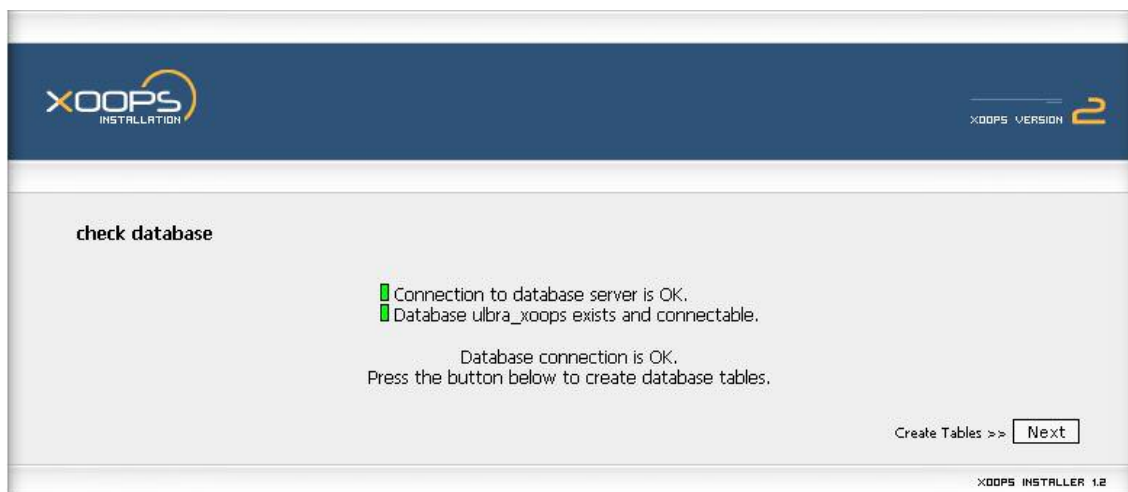 XOOPS
INSTALLATION
XOOPS VERSION 2
check database
Connection to database server is OK.
Database ulbra_xoops exists and connectable.
Database connection is OK.
Press the button below to create database tables.
Create Tables >> Next
XOOPS INSTALLER 1.2